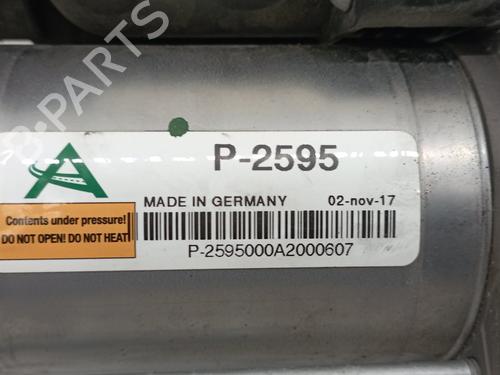 B-PARTS
P-2595
MADE IN GERMANY 02-nov-17
Contents under pressure!
DO NOT OPEN! DO NOT HEAT!
P-2595000A2000607